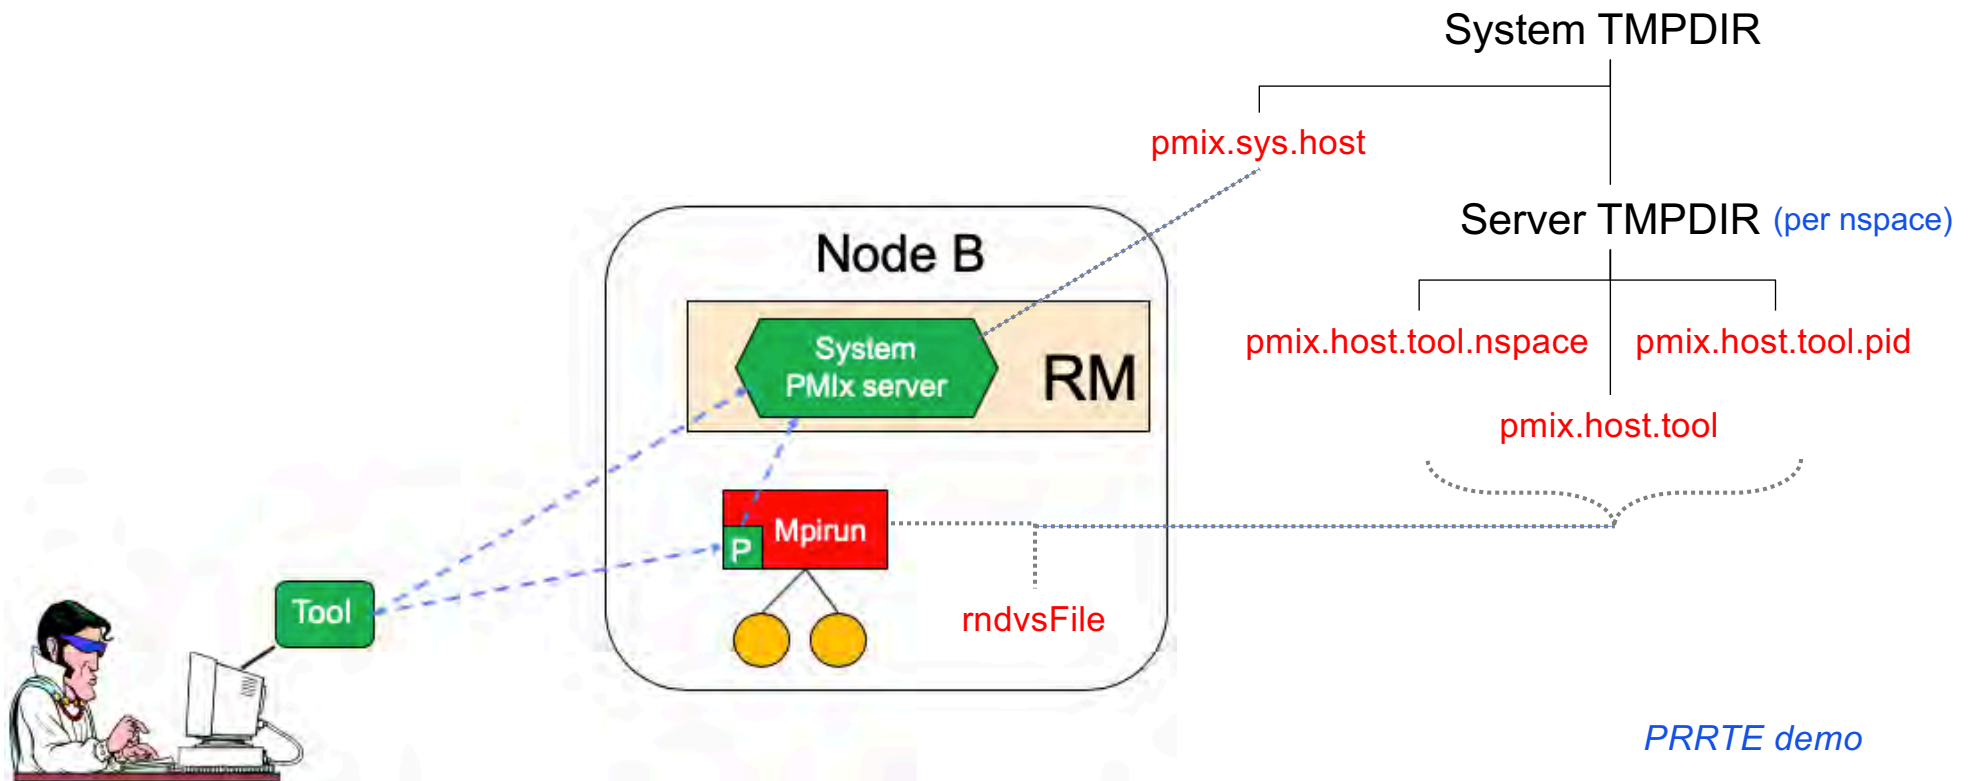 System TMPDIR
pmix.sys.host
Server TMPDIR (per nspace)
Node B
System
PMIx server
RM
pmix.host.tool.nspace
pmix.host.tool.pid
pmix.host.tool
Mpirun
P
Tool
rndvsFile
PRRTE demo